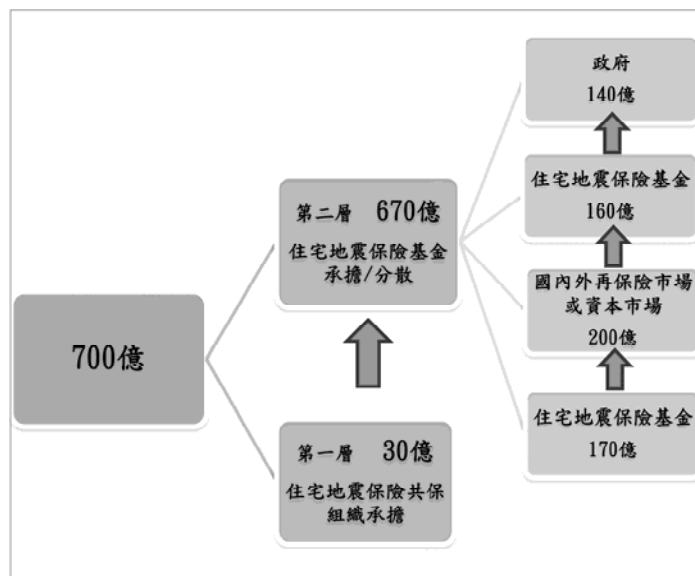 700億
第二層 670億
住宅地震保險基金
承擔/分散
第一層 30億
住宅地震保險共保
組織承擔
政府
140億
住宅地震保險基金
160億
國內外再保險市場
或資本市場
200億
住宅地震保險基金
170億